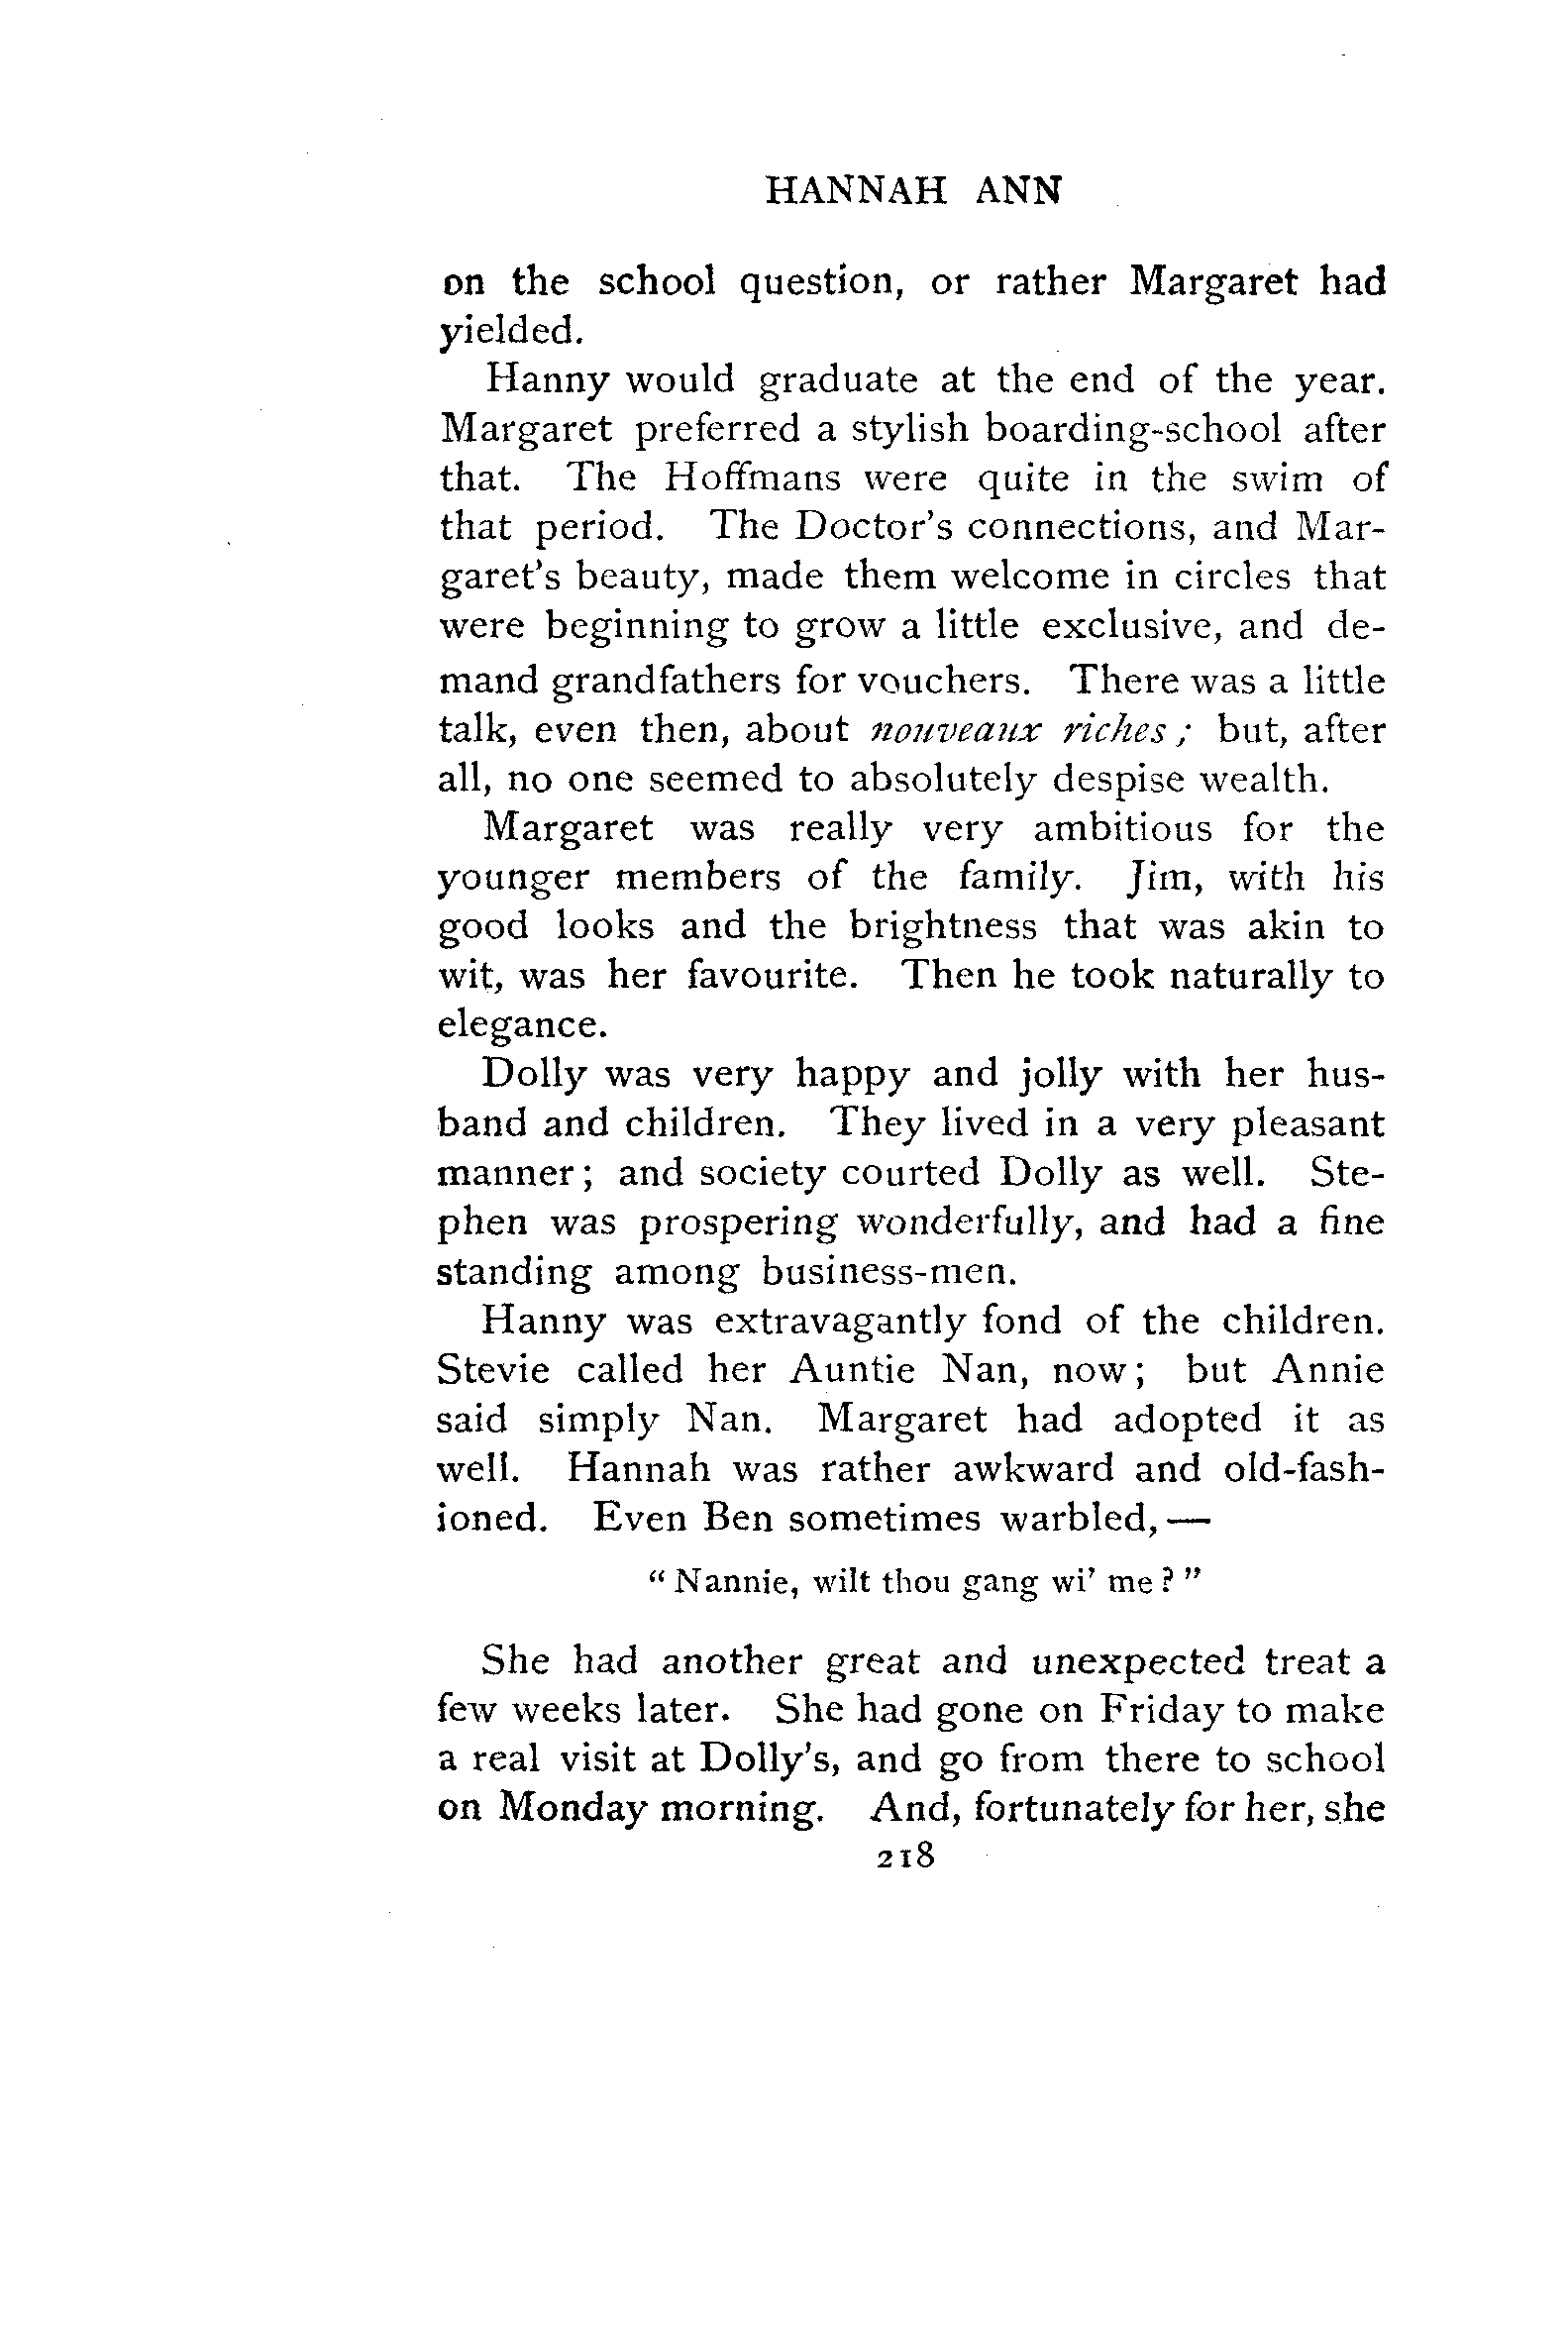 HANNAH ANN
on the school question, or rather Margaret had
yielded.
Hanny would graduate at the end of the year.
Margaret preferred a stylish boarding-school after
that. The Hoffmans were quite in the swim of
that period. The Doctor's connections, and Mar-
garet's beauty, made them welcome in circles that
were beginning to grow a little exclusive, and de-
mand grandfathers for vouchers. There was a little
talk, even then, about nouveaux riches; but, after
all, no one seemed to absolutely despise wealth.
Margaret was really very ambitious for the
younger members of the family. Jim, with his
good looks and the brightness that was akin to
wit, was her favourite. Then he took naturally to
elegance.
Dolly was very happy and jolly with her hus-
band and children. They lived in a very pleasant
manner; and society courted Dolly as well. Ste-
phen was prospering wonderfully, and had a fine
standing among business-men.
Hanny was extravagantly fond of the children.
Stevie called her Auntie Nan, now; but Annie
said simply Nan. Margaret had adopted it as
well. Hannah was rather awkward and old-fash-
ioned. Even Ben sometimes warbled,—
"Nannie, wilt thou gang wi' me?"
She had another great and unexpected treat a
few weeks later. She had gone on Friday to make
a real visit at Dolly's, and go from there to school
on Monday morning. And, fortunately for her, she
218